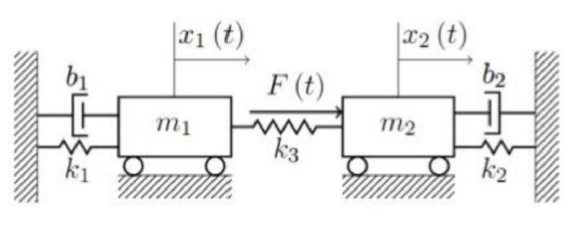 x₁ (t)
x₂ (t)
b₁
F (t)
b₂
m₁
m₂
k₁
k₃
k₂